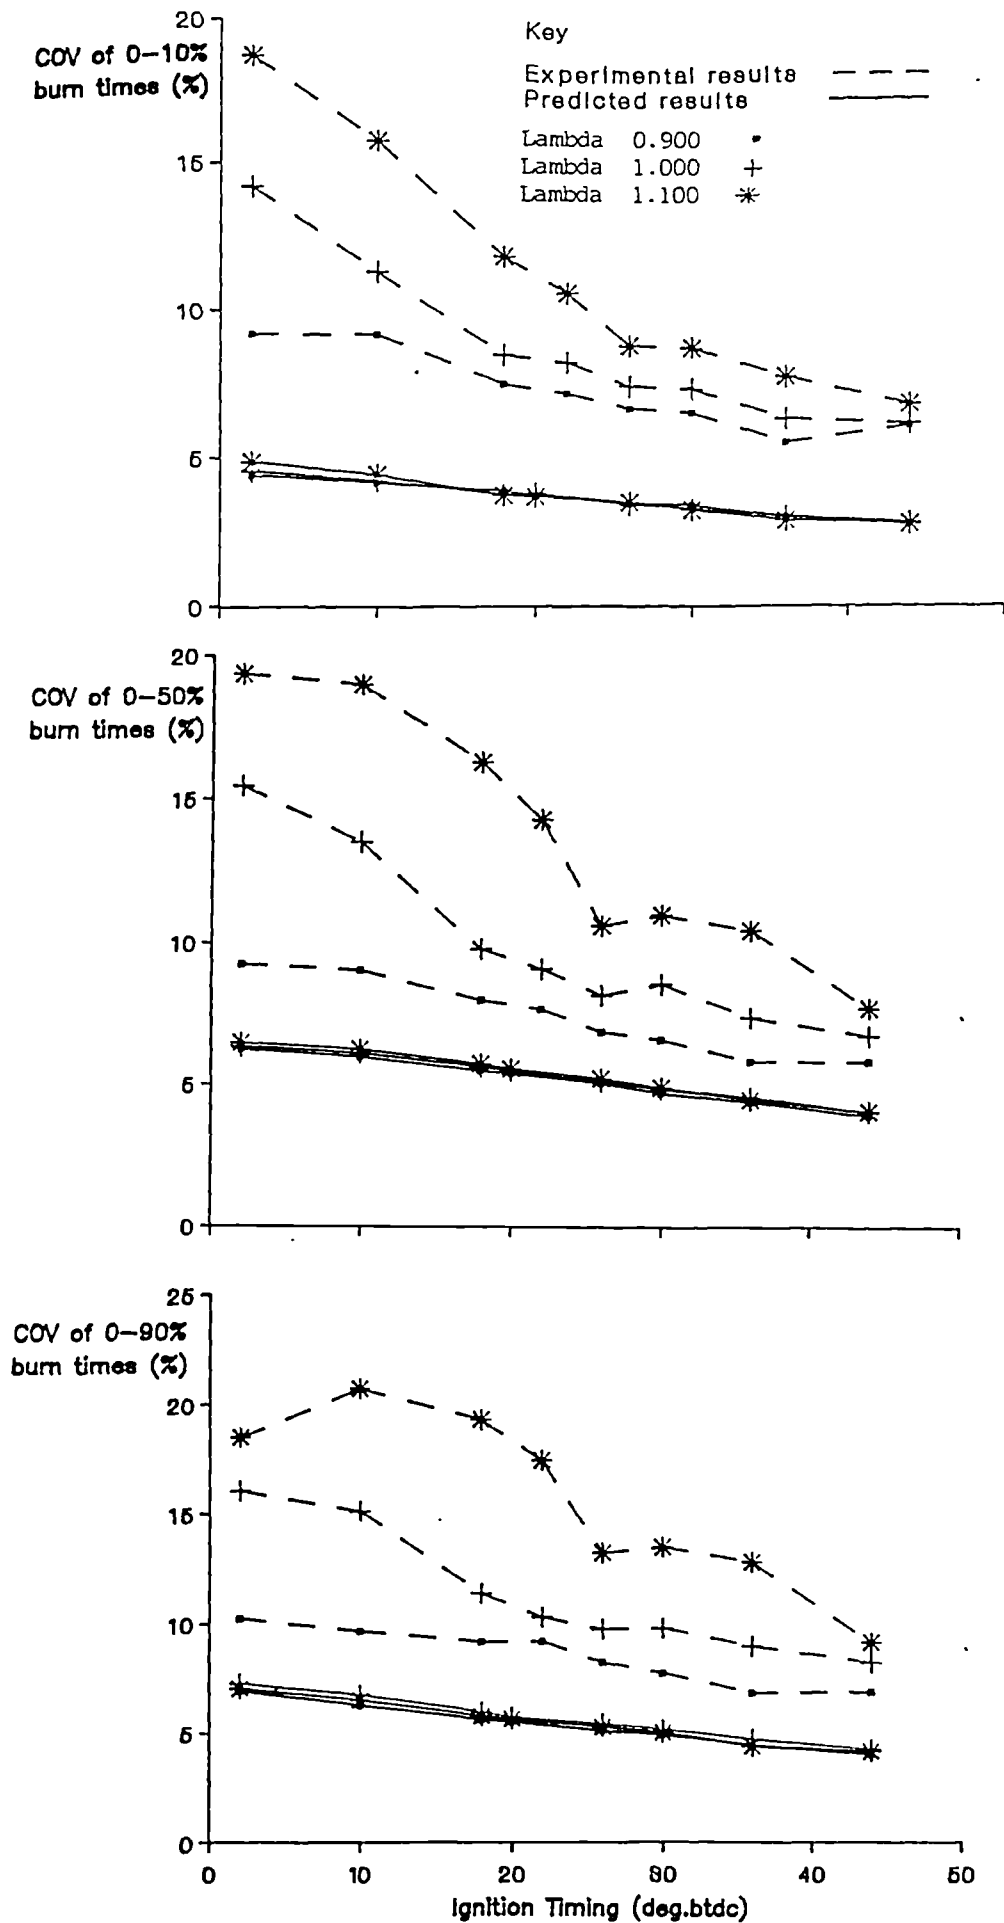 20
COV of 0-10%
burn times (%)
15
10
5
0
Key
Experimental results
Predicted results
Lambda 0.900
Lambda 1.000
Lambda 1.100
20
COV of 0-50%
burn times (%)
15
10
5
0
25
COV of 0-90%
burn times (%)
20
15
10
5
0
0 10 20 30 40 50
Ignition Timing (deg.btdc)